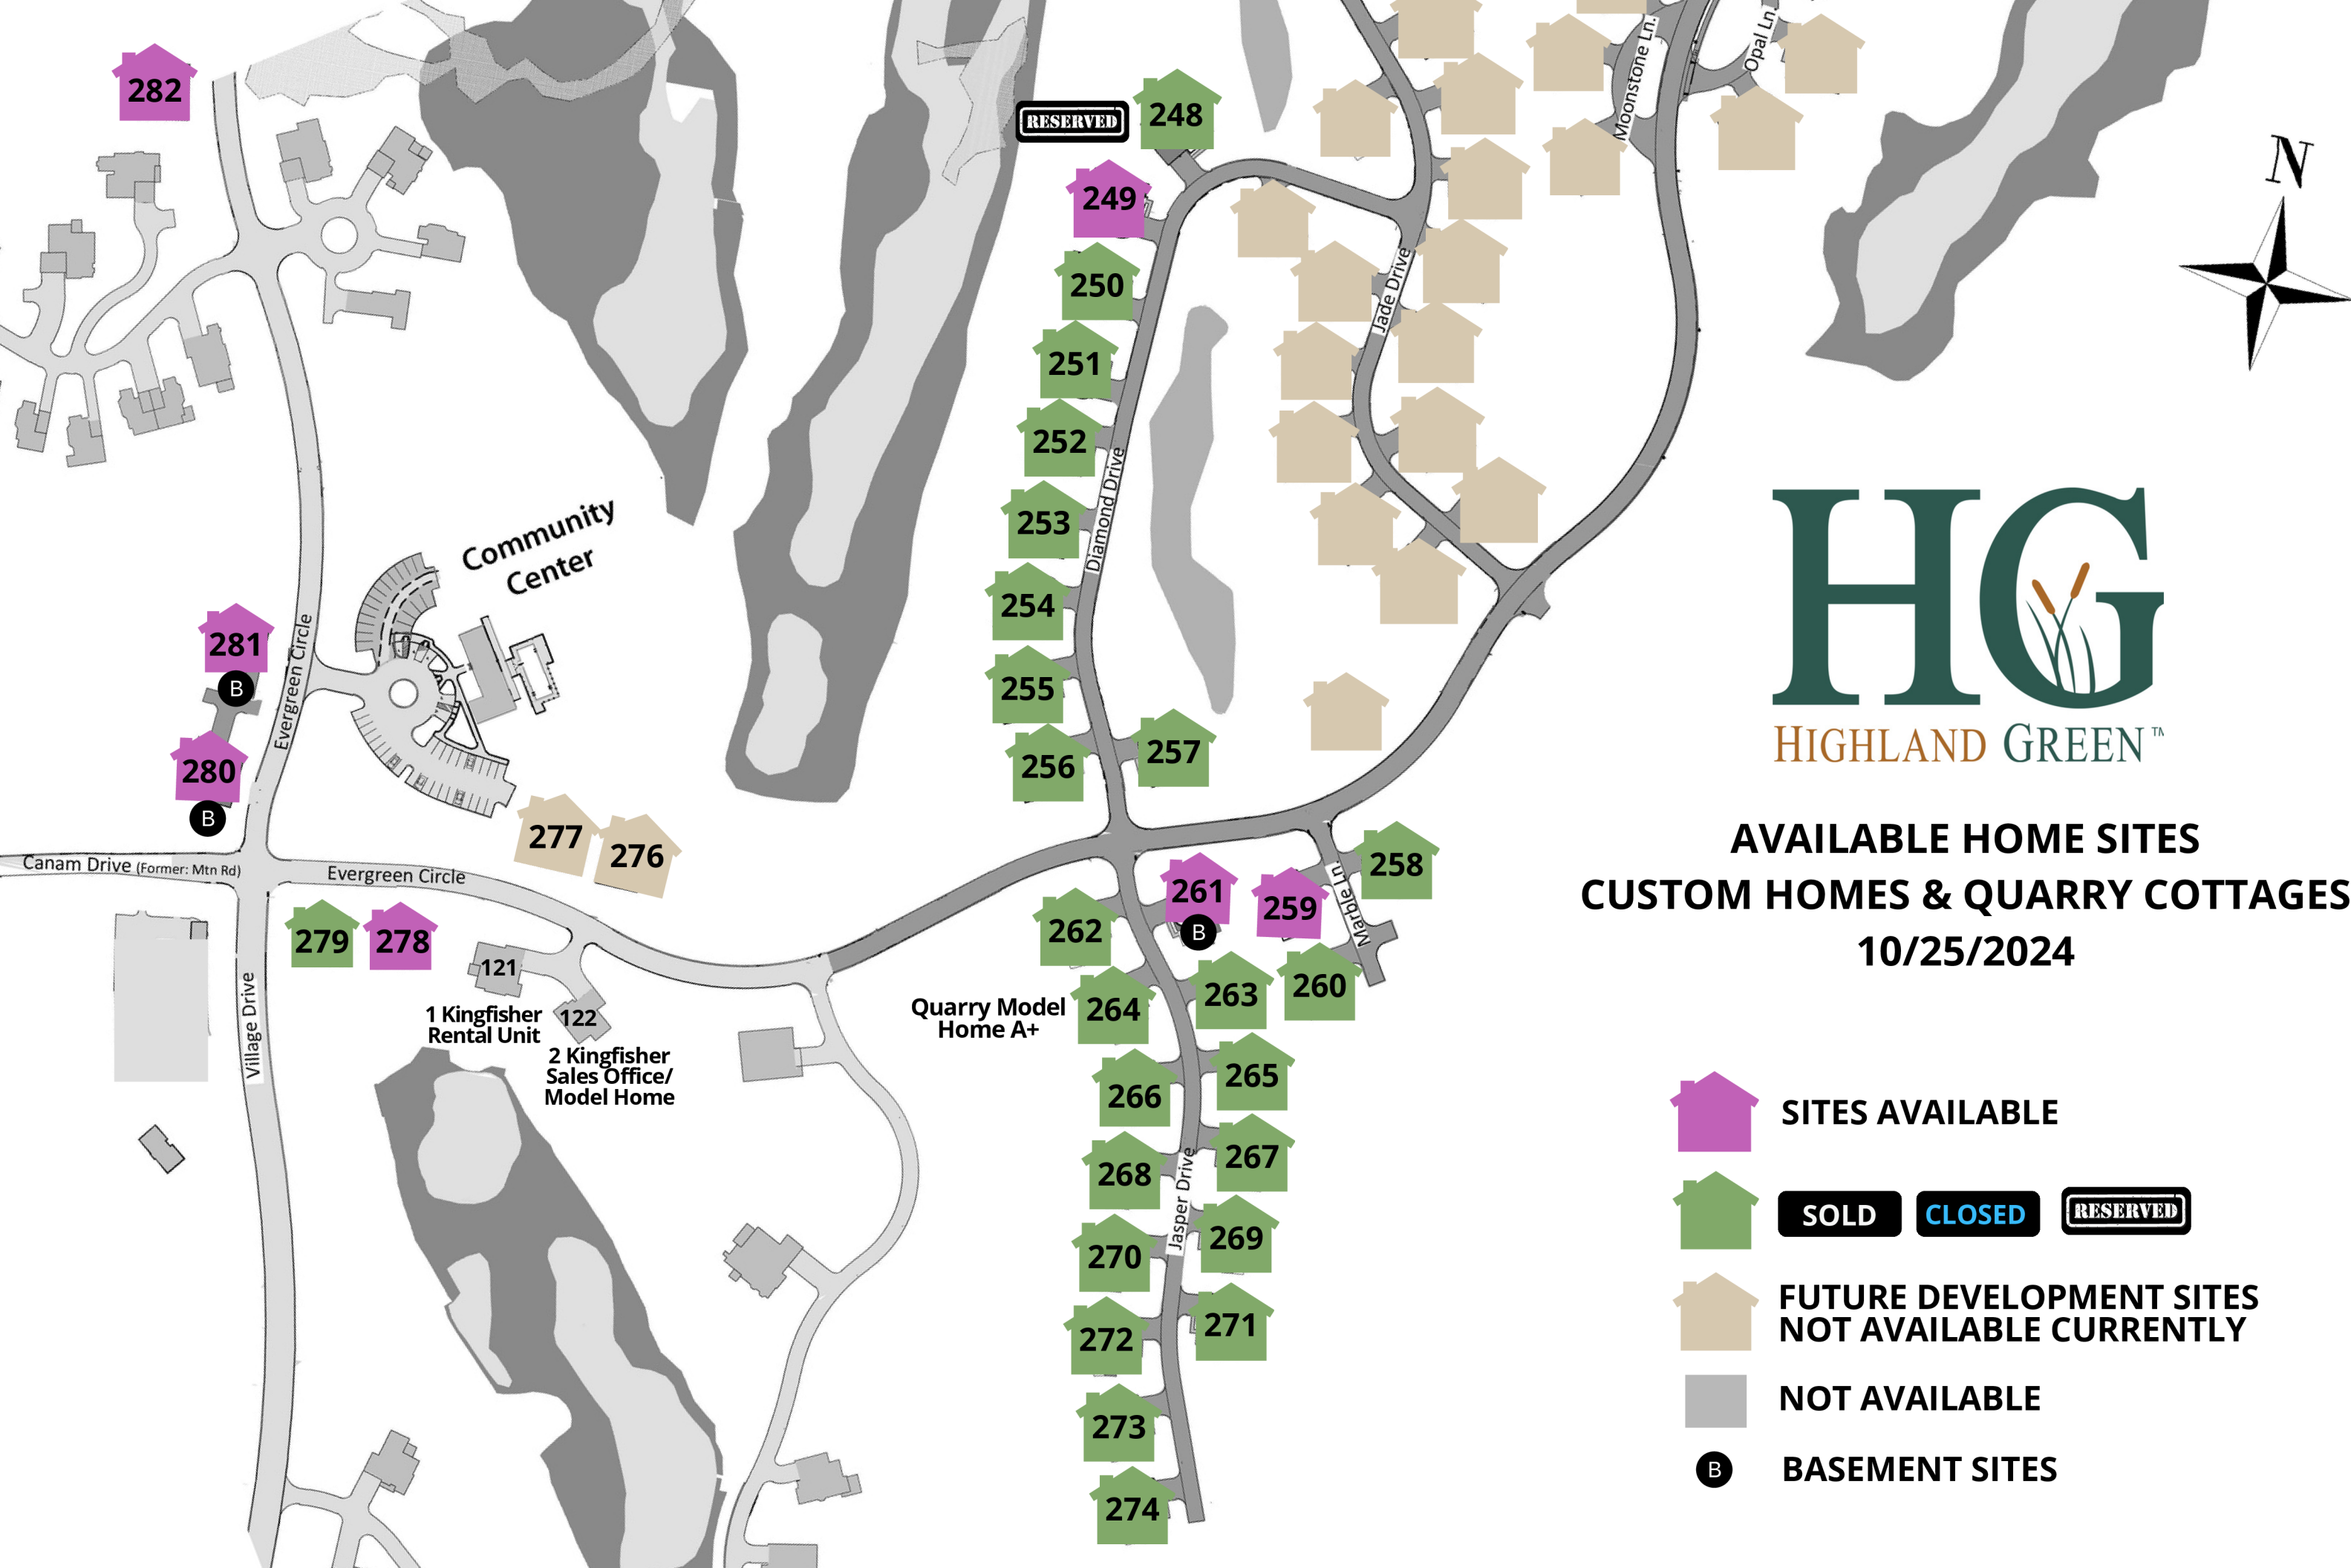 282
RESERVED
248
249
250
251
252
253
254
255
256
257
Diamond Drive
Jade Drive
Moonstone Ln.
Opal Ln.
N
Community
Center
281
B
280
B
Evergreen Circle
277
276
Canam Drive (Former: Mtn Rd)
Evergreen Circle
279
278
121
1 Kingfisher
Rental Unit
122
2 Kingfisher
Sales Office/
Model Home
Village Drive
Quarry Model
Home A+
258
261
B
259
Marble Ln.
262
260
263
264
265
266
267
268
Jasper Drive
269
270
271
272
273
274
HG
HIGHLAND GREEN™
AVAILABLE HOME SITES
CUSTOM HOMES & QUARRY COTTAGES
10/25/2024
SITES AVAILABLE
SOLD CLOSED RESERVED
FUTURE DEVELOPMENT SITES
NOT AVAILABLE CURRENTLY
NOT AVAILABLE
B BASEMENT SITES